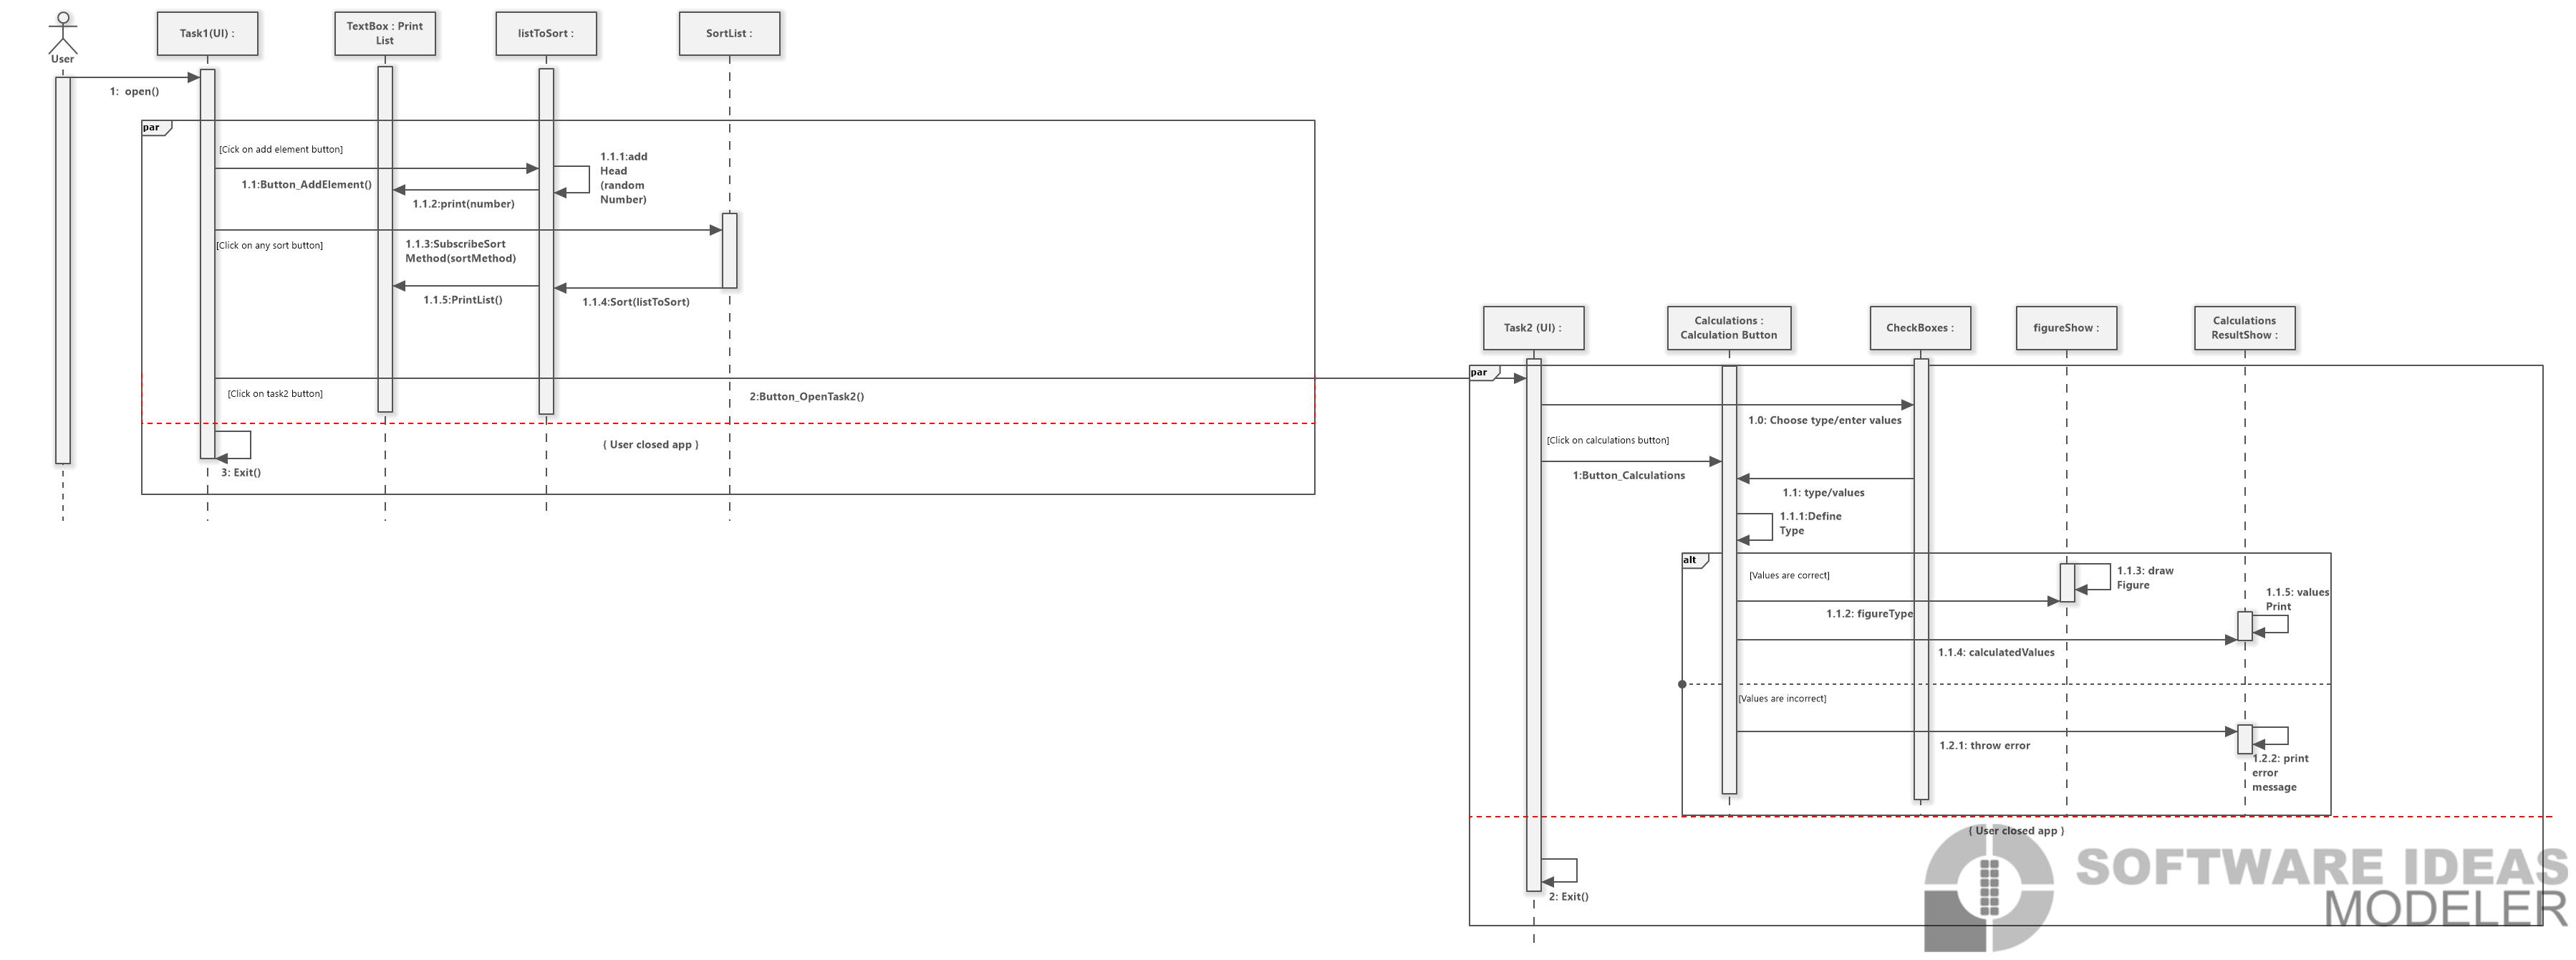 User
Task1(UI) :
TextBox : Print
List
listToSort :
SortList :
1:  open()
par
[Cick on add element button]
1.1:Button_AddElement()
1.1.1:add
Head
(random
Number)
1.1.2:print(number)
[Click on any sort button]
1.1.3:SubscribeSort
Method(sortMethod)
1.1.5:PrintList()
1.1.4:Sort(listToSort)
[Click on task2 button]
2:Button_OpenTask2()
{ User closed app }
3: Exit()
Task2 (UI) :
Calculations :
Calculation Button
CheckBoxes :
figureShow :
Calculations
ResultShow :
par
1.0: Choose type/enter values
[Click on calculations button]
1:Button_Calculations
1.1: type/values
1.1.1:Define
Type
alt
[Values are correct]
1.1.3: draw
Figure
1.1.2: figureType
1.1.5: values
Print
1.1.4: calculatedValues
[Values are incorrect]
1.2.1: throw error
1.2.2: print
error
message
{ User closed app }
2: Exit()
SOFTWARE IDEAS
MODELER